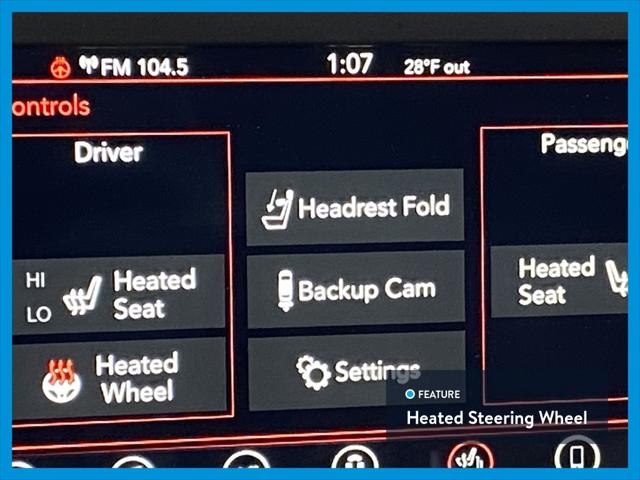 FM 104.5 1:07 28°F out
ontrols
Driver
Passeng
Headrest Fold
HI
LO
Heated
Seat
Backup Cam
Heated
Seat
Heated
Wheel
Settings
FEATURE
Heated Steering Wheel